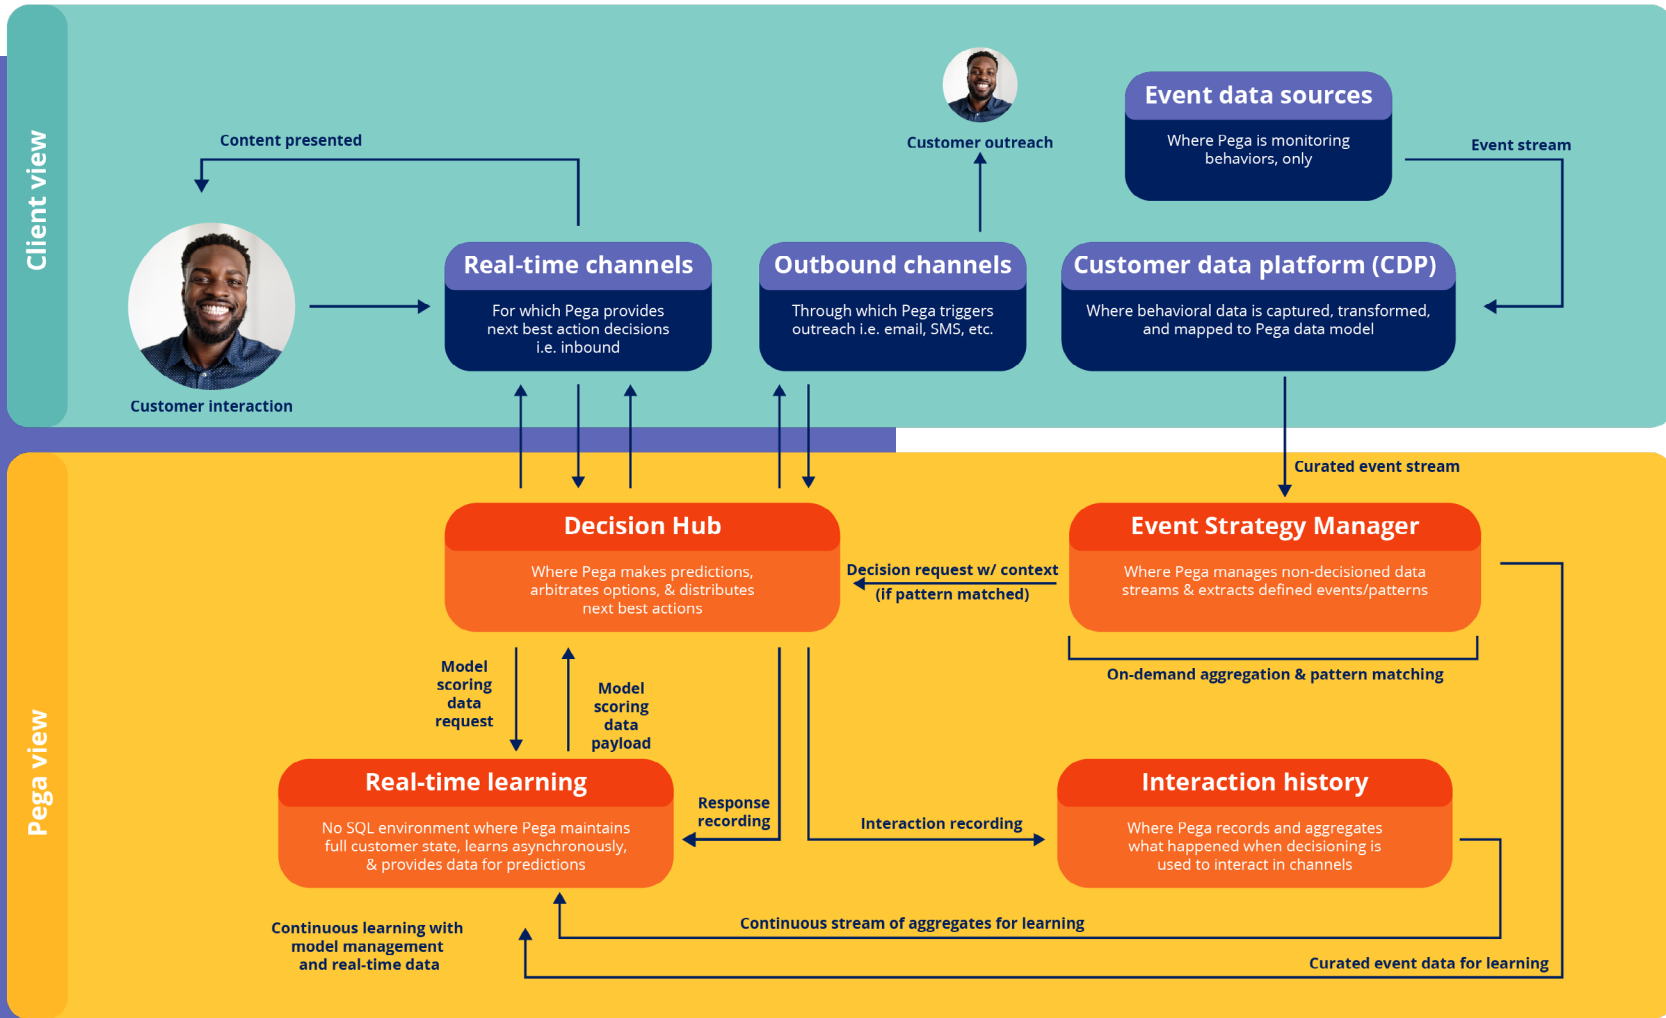 Client view
Content presented
Customer interaction
Real-time channels
For which Pega provides
next best action decisions
i.e. inbound
Customer outreach
Outbound channels
Through which Pega triggers
outreach i.e. email, SMS, etc.
Event data sources
Where Pega is monitoring
behaviors, only
Event stream
Customer data platform (CDP)
Where behavioral data is captured, transformed,
and mapped to Pega data model
Curated event stream
Pega view
Decision Hub
Where Pega makes predictions,
arbitrates options, & distributes
next best actions
Decision request w/ context
(if pattern matched)
Event Strategy Manager
Where Pega manages non-decisioned data
streams & extracts defined events/patterns
On-demand aggregation & pattern matching
Model
scoring
data
request
Model
scoring
data
payload
Real-time learning
No SQL environment where Pega maintains
full customer state, learns asynchronously,
& provides data for predictions
Response
recording
Interaction recording
Interaction history
Where Pega records and aggregates
what happened when decisioning is
used to interact in channels
Continuous learning with
model management
and real-time data
Continuous stream of aggregates for learning
Curated event data for learning